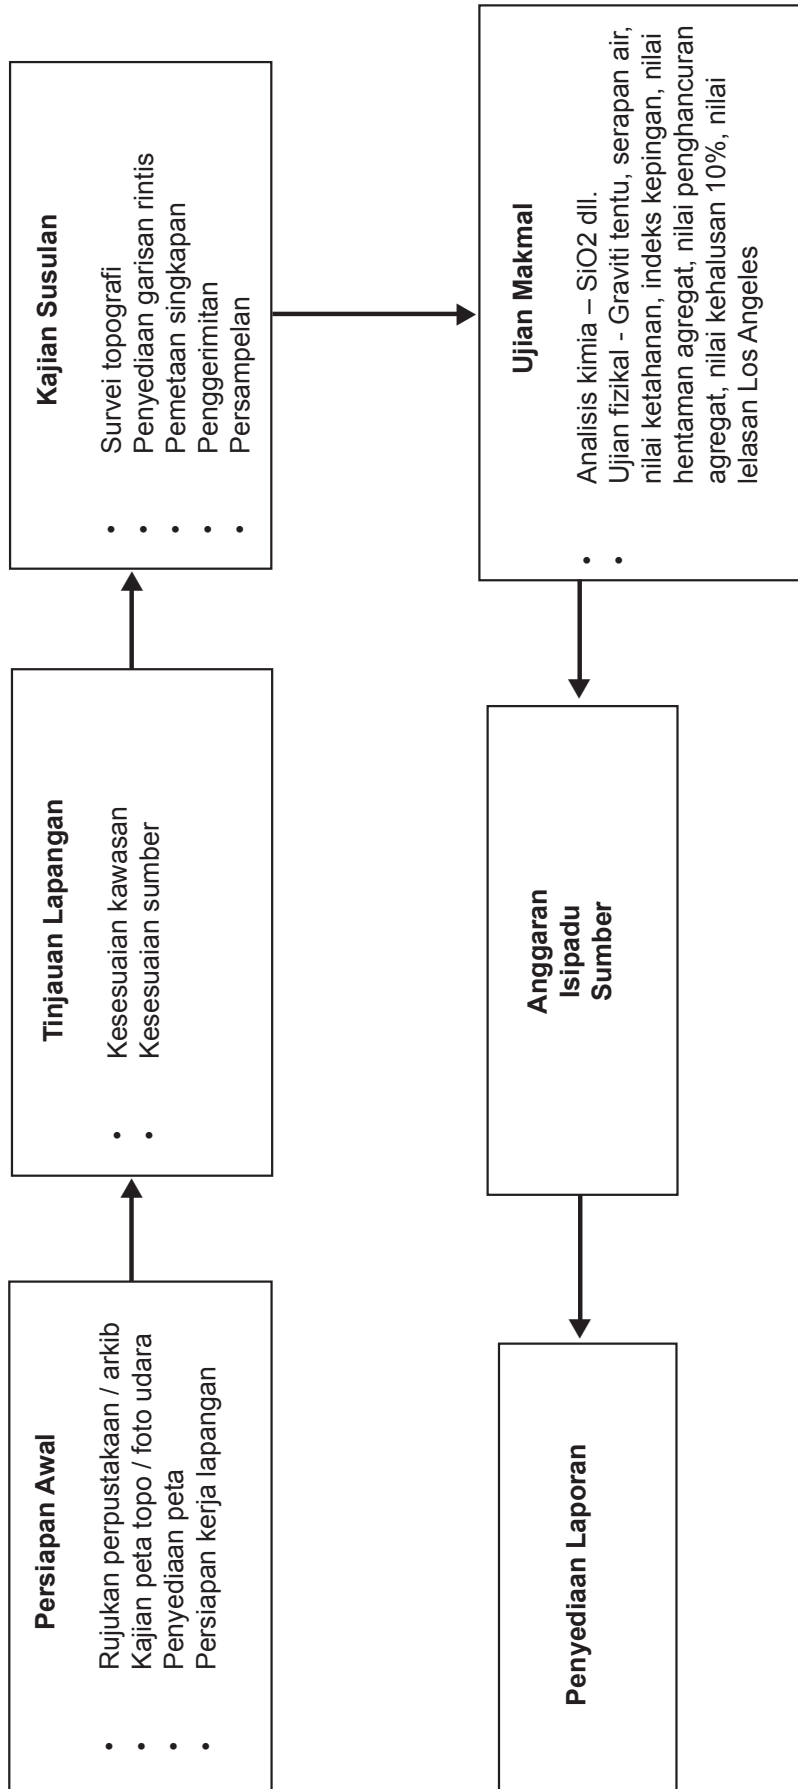 Persiapan Awal
• Rujukan perpustakaan / arkib
• Kajian peta topo / foto udara
• Penyediaan peta
• Persiapan kerja lapangan
Tinjauan Lapangan
• Kesesuaian kawasan
• Kesesuaian sumber
Kajian Susulan
• Survei topografi
• Penyediaan garisan rintis
• Pemetaan singkapan
• Penggerimitan
• Persampelan
Ujian Makmal
• Analisis kimia – SiO2 dll.
• Ujian fizikal - Graviti tentu, serapan air,
nilai ketahanan, indeks kepingan, nilai
hentaman agregat, nilai penghancuran
agregat, nilai kehalusan 10%, nilai
lelasan Los Angeles
Anggaran
Isipadu
Sumber
Penyediaan Laporan